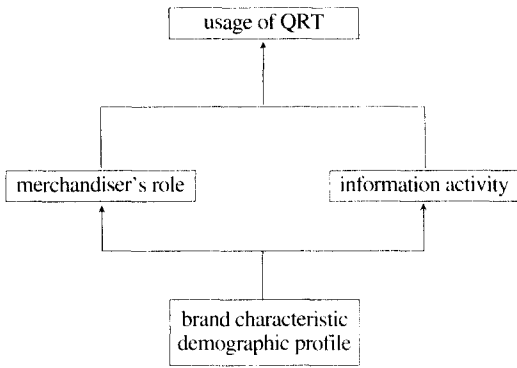 usage of QRT
merchandiser's role
information activity
brand characteristic
demographic profile